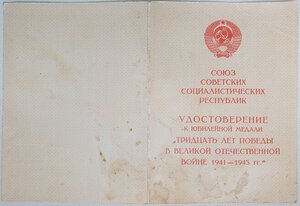 СОЮЗ
СОВЕТСКИХ
СОЦИАЛИСТИЧЕСКИХ
РЕСПУБЛИК
УДОСТОВЕРЕНИЕ
К ЮБИЛЕЙНОЙ МЕДАЛИ
„ТРИДЦАТЬ ЛЕТ ПОБЕДЫ
В ВЕЛИКОЙ ОТЕЧЕСТВЕННОЙ
ВОЙНЕ 1941—1945 гг.“